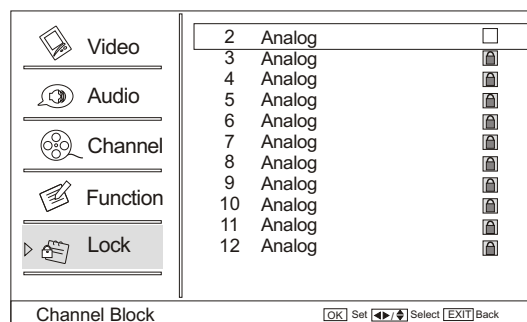 Video
Audio
Channel
Function
Lock
2 Analog
3 Analog
4 Analog
5 Analog
6 Analog
7 Analog
8 Analog
9 Analog
10 Analog
11 Analog
12 Analog
Channel Block
OK Set ◀▶/◆ Select EXIT Back